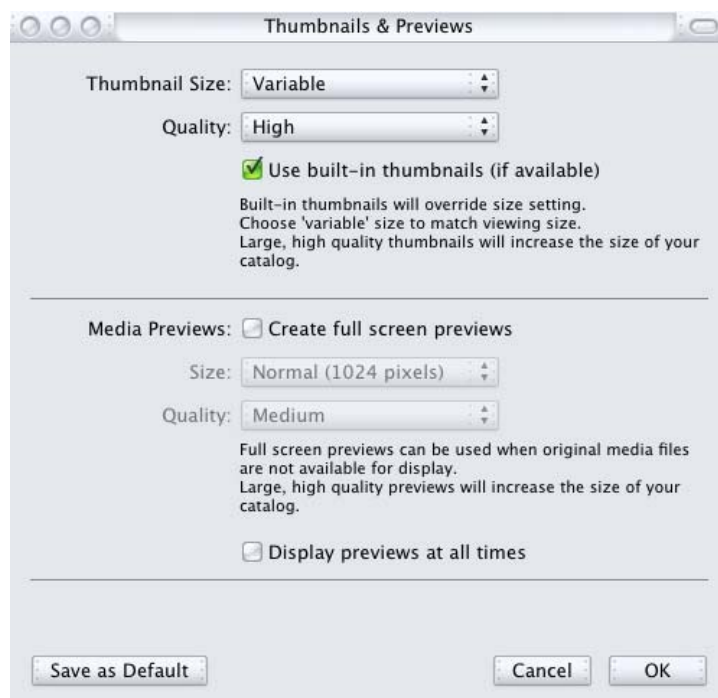 Thumbnails & Previews
Thumbnail Size: Variable
Quality: High
Use built-in thumbnails (if available)
Built-in thumbnails will override size setting.
Choose 'variable' size to match viewing size.
Large, high quality thumbnails will increase the size of your
catalog.
Media Previews: Create full screen previews
Size: Normal (1024 pixels)
Quality: Medium
Full screen previews can be used when original media files
are not available for display.
Large, high quality previews will increase the size of your
catalog.
Display previews at all times
Save as Default Cancel OK